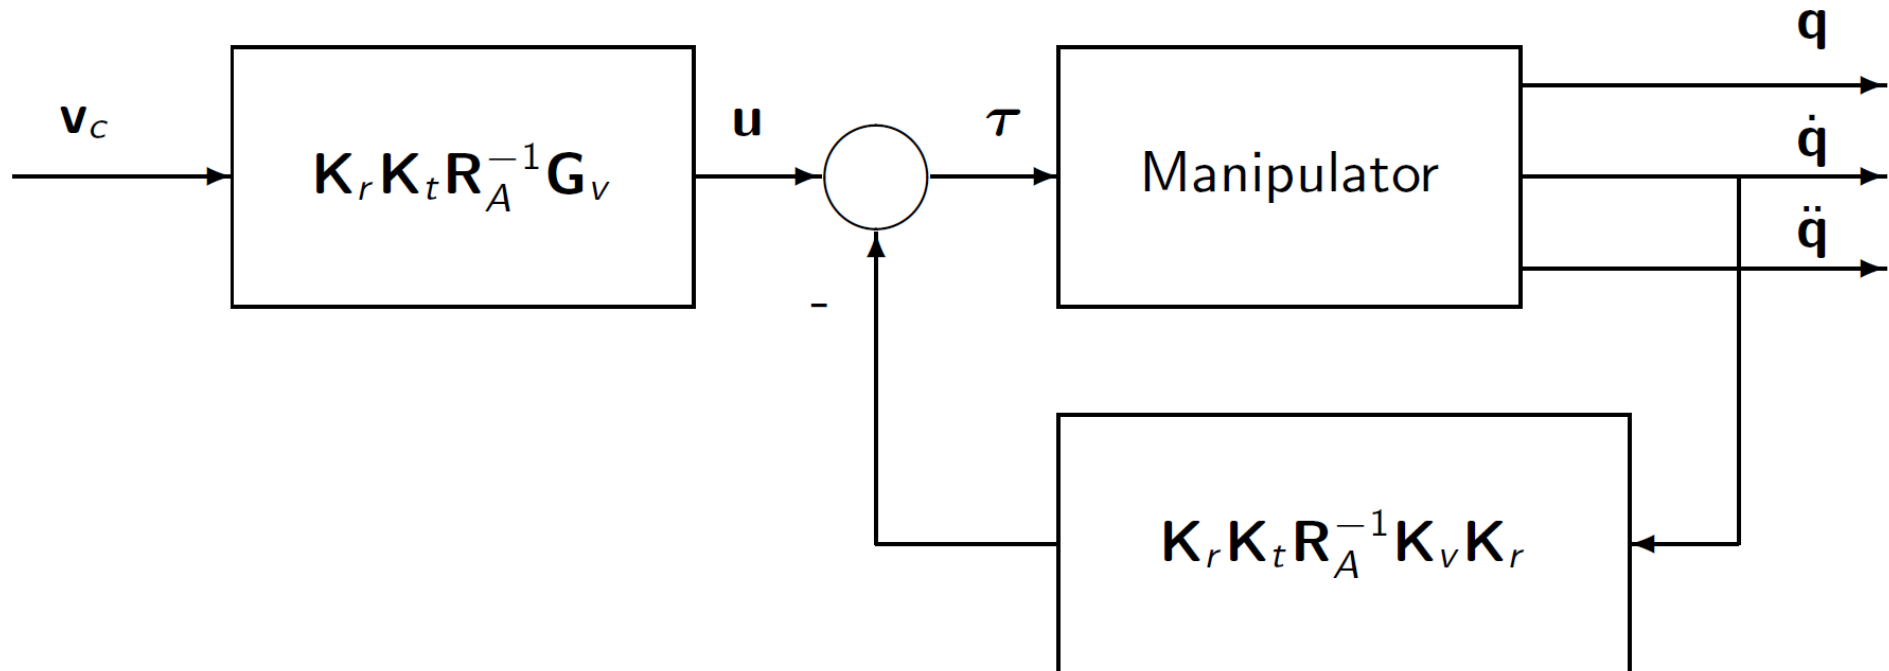 q
v_c
K_r K_t R_A^{-1} G_v
u
τ
Manipulator
q̇
q̈
-
K_r K_t R_A^{-1} K_v K_r